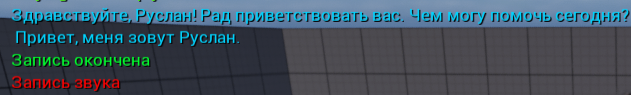 Здравствуйте, Руслан! Рад приветствовать вас. Чем могу помочь сегодня?
Привет, меня зовут Руслан.
Запись окончена
Запись звука